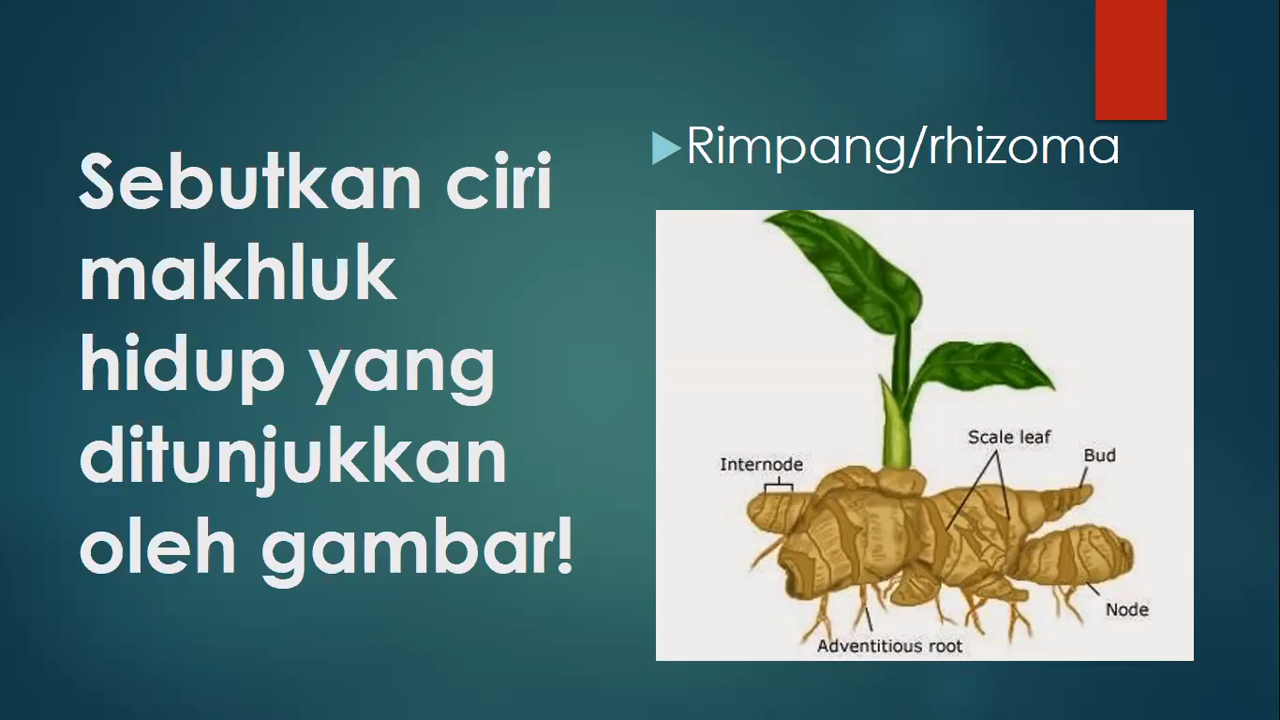 Sebutkan ciri
makhluk
hidup yang
ditunjukkan
oleh gambar!
Rimpang/rhizoma
Scale leaf
Bud
Internode
Node
Adventitious root